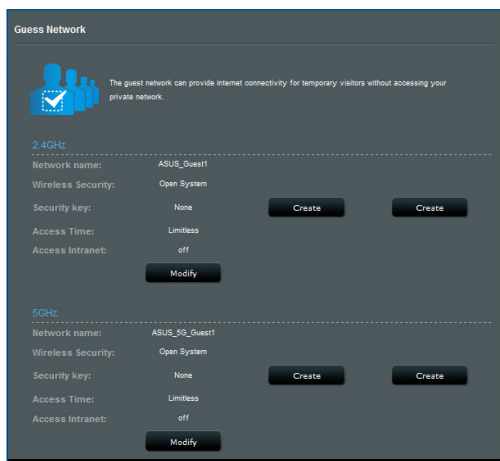 Guess Network
The guest network can provide internet connectivity for temporary visitors without accessing your
private network.
2.4GHz
Network name: ASUS_Guest1
Wireless Security: Open System
Security key: None Create Create
Access Time: Limitless
Access Intranet: off
Modify
5GHz
Network name: ASUS_5G_Guest1
Wireless Security: Open System
Security key: None Create Create
Access Time: Limitless
Access Intranet: off
Modify